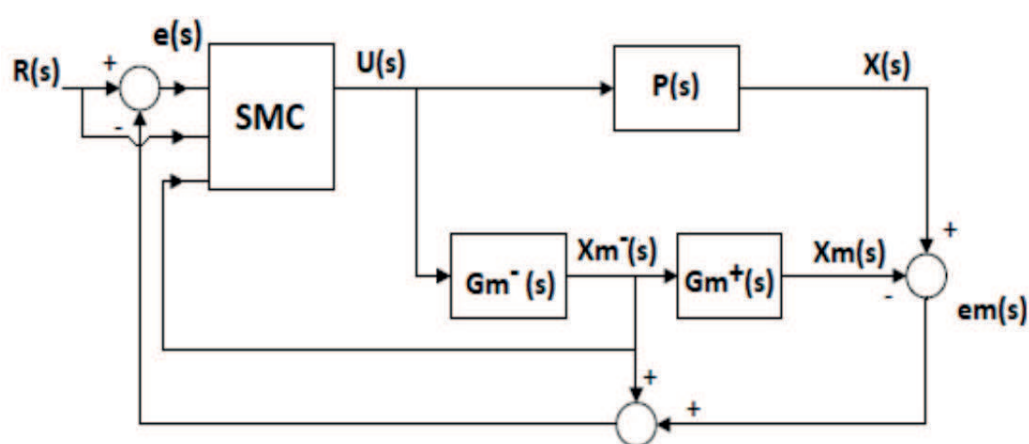 e(s)
R(s)
+
-
SMC
U(s)
P(s)
X(s)
Gm⁻ (s)
Xm⁻(s)
Gm⁺(s)
Xm(s)
+
-
em(s)
+
+